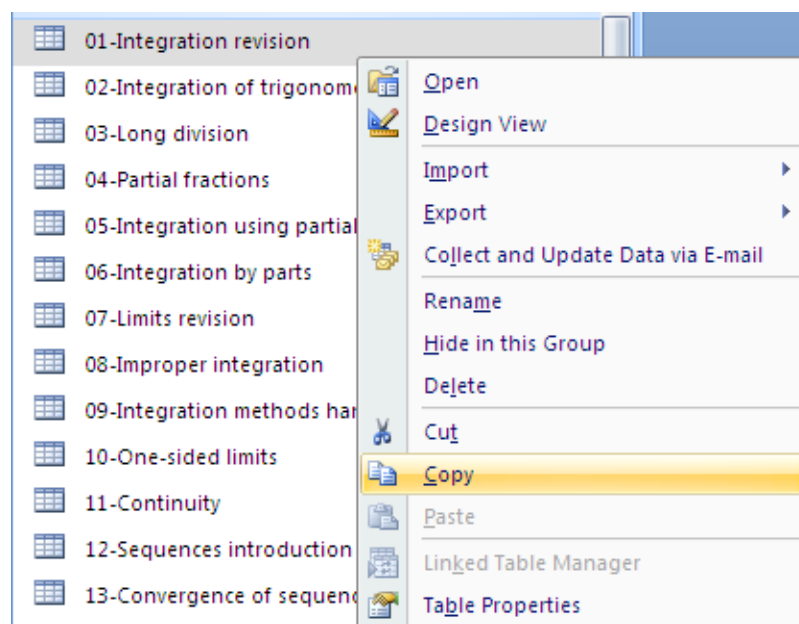 01-Integration revision
02-Integration of trigonom
03-Long division
04-Partial fractions
05-Integration using partial
06-Integration by parts
07-Limits revision
08-Improper integration
09-Integration methods har
10-One-sided limits
11-Continuity
12-Sequences introduction
13-Convergence of sequenc
Open
Design View
Import
Export
Collect and Update Data via E-mail
Rename
Hide in this Group
Delete
Cut
Copy
Paste
Linked Table Manager
Table Properties